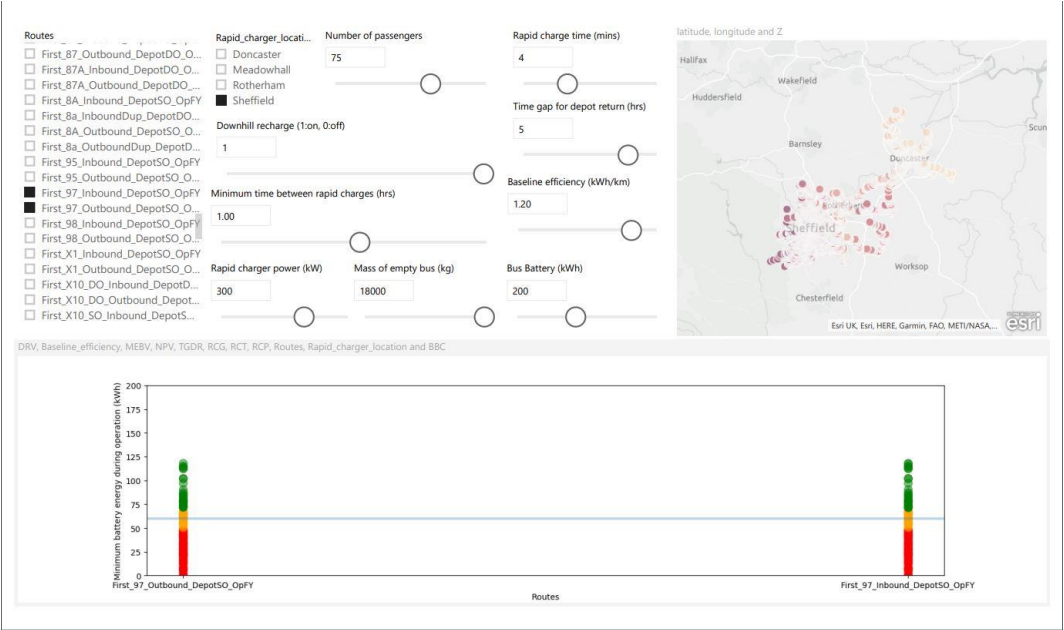 Routes
First_87_Outbound_DepotDO_O...
First_87A_Inbound_DepotDO_O...
First_87A_Outbound_DepotDO_...
First_8A_Inbound_DepotSO_OpFY
First_8a_InboundDup_DepotDO...
First_8A_Outbound_DepotSO_O...
First_8a_OutboundDup_DepotD...
First_95_Inbound_DepotSO_OpFY
First_95_Outbound_DepotSO_O...
First_97_Inbound_DepotSO_OpFY
First_97_Outbound_DepotSO_O...
First_98_Inbound_DepotSO_OpFY
First_98_Outbound_DepotSO_O...
First_X1_Inbound_DepotSO_OpFY
First_X1_Outbound_DepotSO_O...
First_X10_DO_Inbound_DepotD...
First_X10_DO_Outbound_Depot...
First_X10_SO_Inbound_DepotS...
Rapid_charger_locati...
Doncaster
Meadowhall
Rotherham
Sheffield
Number of passengers
75
Downhill recharge (1:on, 0:off)
1
Minimum time between rapid charges (hrs)
1.00
Rapid charger power (kW)
300
Mass of empty bus (kg)
18000
Rapid charge time (mins)
4
Time gap for depot return (hrs)
5
Baseline efficiency (kWh/km)
1.20
Bus Battery (kWh)
200
latitude, longitude and Z
Halifax
Wakefield
Huddersfield
Scun
Barnsley
Doncaster
Rotherham
Sheffield
Worksop
Chesterfield
Esri UK, Esri, HERE, Garmin, FAO, METI/NASA,...
esri
DRV, Baseline_efficiency, MEBV, NPV, TGDR, RCG, RCT, RCP, Routes, Rapid_charger_location and BBC
Minimum battery energy during operation (kWh)
200
175
150
125
100
75
50
25
0
First_97_Outbound_DepotSO_OpFY
First_97_Inbound_DepotSO_OpFY
Routes